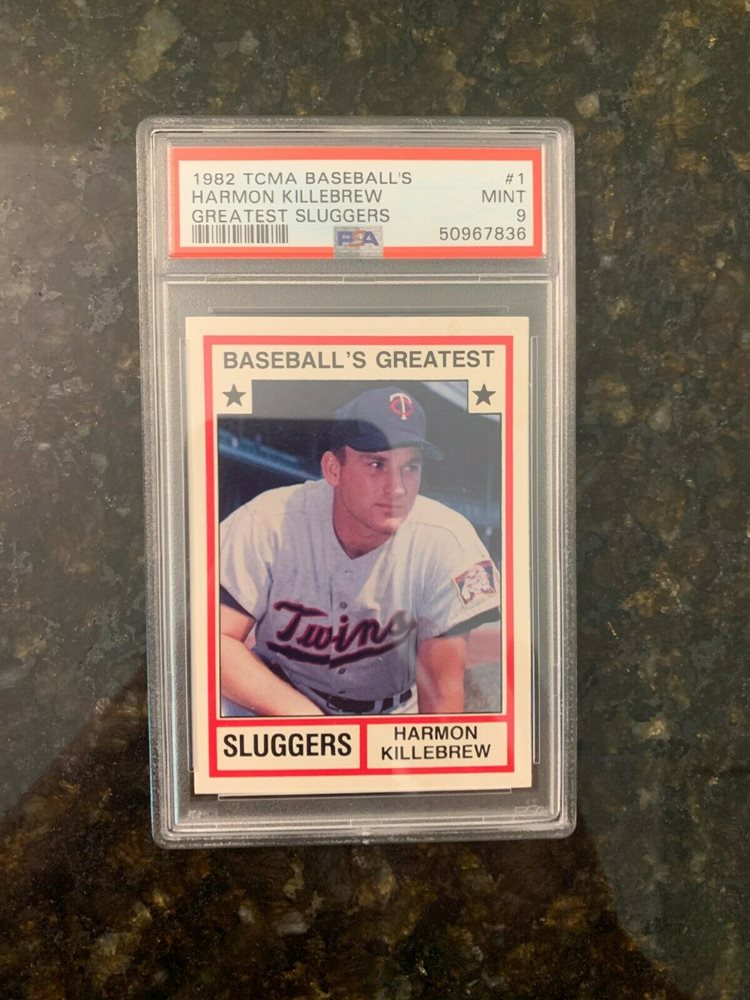 1982 TCMA BASEBALL'S #1
HARMON KILLEBREW MINT
GREATEST SLUGGERS 9
PSA 50967836
BASEBALL'S GREATEST
TC
Twins
SLUGGERS
HARMON
KILLEBREW